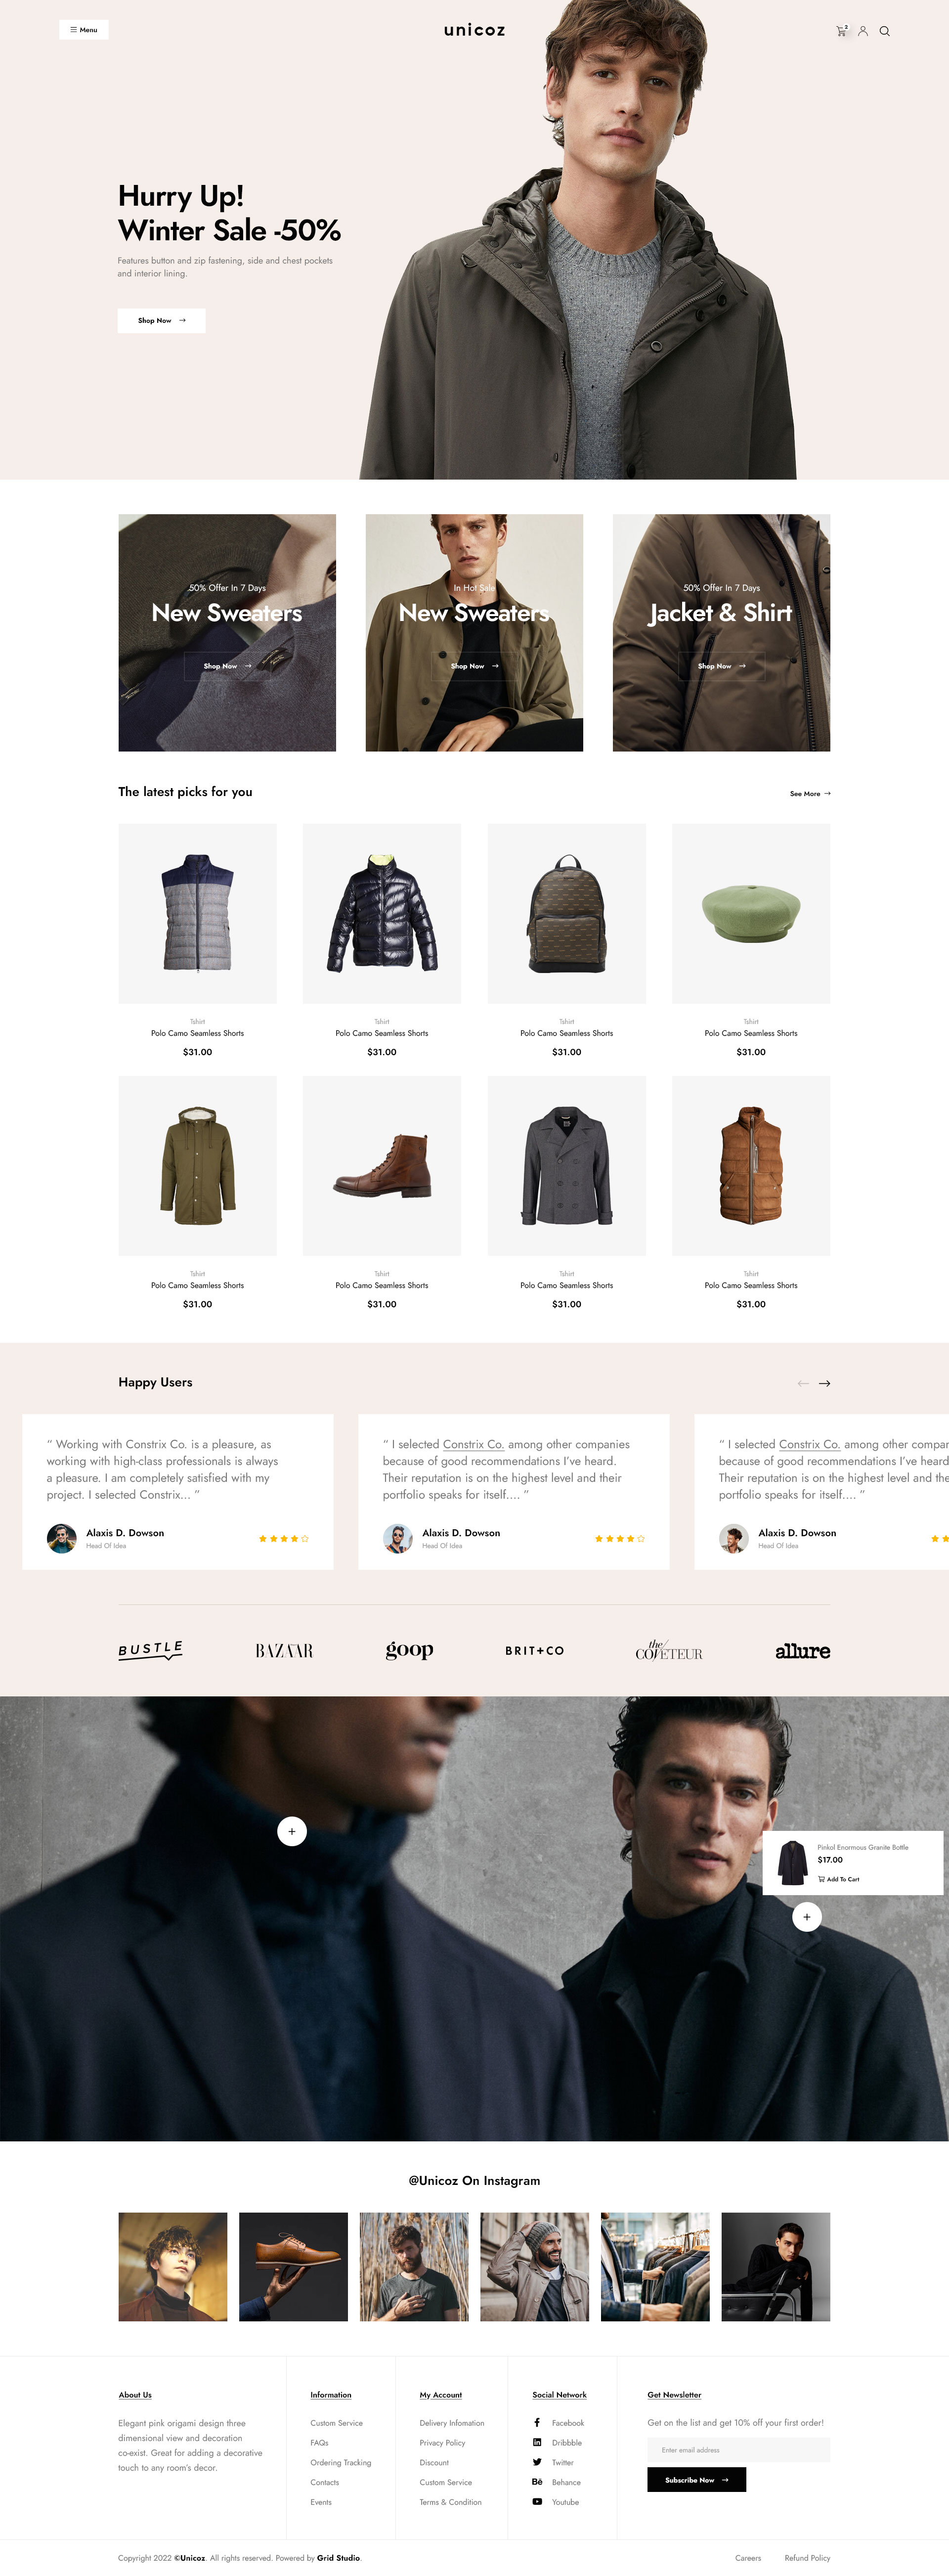 Menu
unicoz
2
Hurry Up!
Winter Sale -50%
Features button and zip fastening, side and chest pockets
and interior lining.
Shop Now
50% Offer In 7 Days
New Sweaters
Shop Now
In Hot Sale
New Sweaters
Shop Now
50% Offer In 7 Days
Jacket & Shirt
Shop Now
The latest picks for you
See More
Tshirt
Polo Camo Seamless Shorts
$31.00
Tshirt
Polo Camo Seamless Shorts
$31.00
Tshirt
Polo Camo Seamless Shorts
$31.00
Tshirt
Polo Camo Seamless Shorts
$31.00
Tshirt
Polo Camo Seamless Shorts
$31.00
Tshirt
Polo Camo Seamless Shorts
$31.00
Tshirt
Polo Camo Seamless Shorts
$31.00
Tshirt
Polo Camo Seamless Shorts
$31.00
Happy Users
“ Working with Constrix Co. is a pleasure, as
working with high-class professionals is always
a pleasure. I am completely satisfied with my
project. I selected Constrix... ”
Alaxis D. Dowson
Head Of Idea
“ I selected Constrix Co. among other companies
because of good recommendations I’ve heard.
Their reputation is on the highest level and their
portfolio speaks for itself.... ”
Alaxis D. Dowson
Head Of Idea
“ I selected Constrix Co. among other compar
because of good recommendations I’ve heard
Their reputation is on the highest level and the
portfolio speaks for itself.... ”
Alaxis D. Dowson
Head Of Idea
BUSTLE
BAZAAR
goop
BRIT+CO
the
COVETEUR
allure
Pinkol Enormous Granite Bottle
$17.00
Add To Cart
@Unicoz On Instagram
About Us
Elegant pink origami design three
dimensional view and decoration
co-exist. Great for adding a decorative
touch to any room’s decor.
Information
Custom Service
FAQs
Ordering Tracking
Contacts
Events
My Account
Delivery Infomation
Privacy Policy
Discount
Custom Service
Terms & Condition
Social Network
Facebook
Dribbble
Twitter
Behance
Youtube
Get Newsletter
Get on the list and get 10% off your first order!
Enter email address
Subscribe Now
Copyright 2022 ©Unicoz. All rights reserved. Powered by Grid Studio.
Careers
Refund Policy